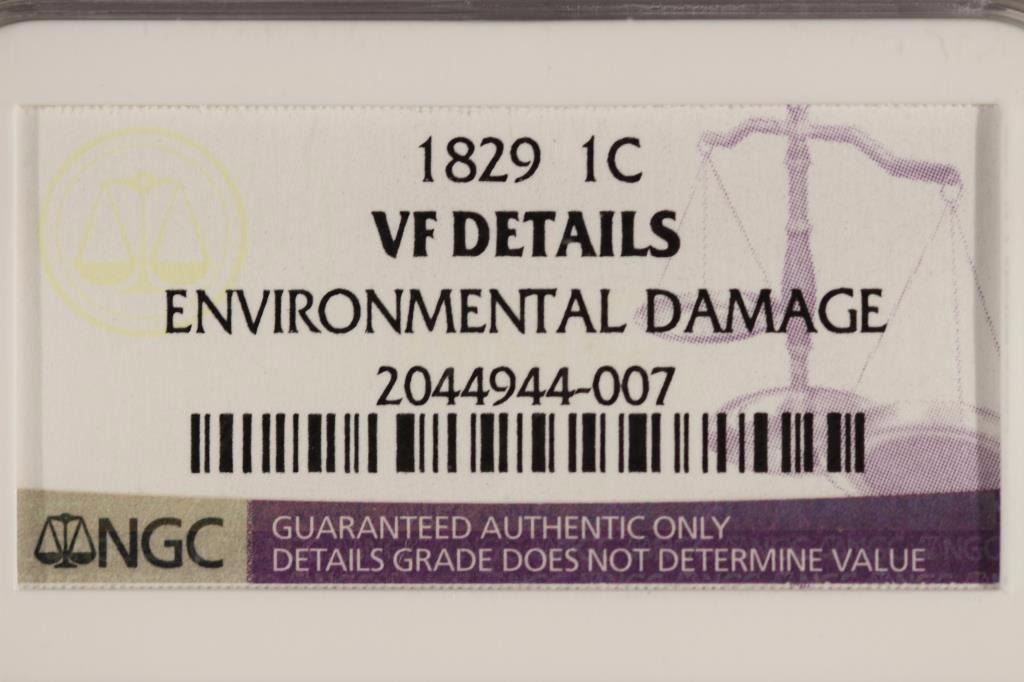 1829 1C
VF DETAILS
ENVIRONMENTAL DAMAGE
2044944-007
NGC
GUARANTEED AUTHENTIC ONLY
DETAILS GRADE DOES NOT DETERMINE VALUE